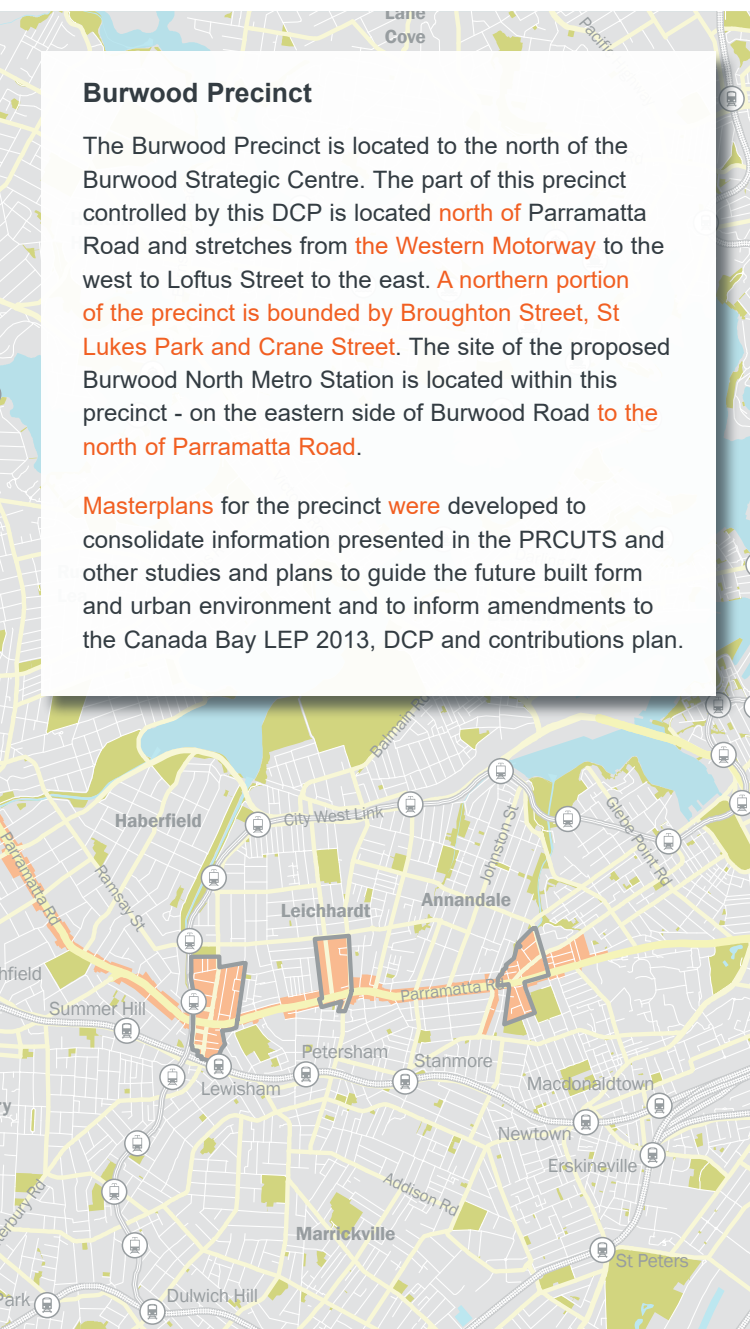 Lane
Cove
Pacific
Burwood Precinct
The Burwood Precinct is located to the north of the
Burwood Strategic Centre. The part of this precinct
controlled by this DCP is located north of Parramatta
Road and stretches from the Western Motorway to the
west to Loftus Street to the east. A northern portion
of the precinct is bounded by Broughton Street, St
Lukes Park and Crane Street. The site of the proposed
Burwood North Metro Station is located within this
precinct - on the eastern side of Burwood Road to the
north of Parramatta Road.
Masterplans for the precinct were developed to
consolidate information presented in the PRCUTS and
other studies and plans to guide the future built form
and urban environment and to inform amendments to
the Canada Bay LEP 2013, DCP and contributions plan.
Balmain Rd
Haberfield
City West Link
Johnston St
Glebe Point Rd
Parramatta Rd
Ramsay St
Leichhardt
Annandale
hfield
Summer Hill
Parramatta Rd
Petersham
Stanmore
Lewisham
Macdonaldtown
ry
Newtown
Erskineville
terbury Rd
Addison Rd
Marrickville
St Peters
Park
Dulwich Hill